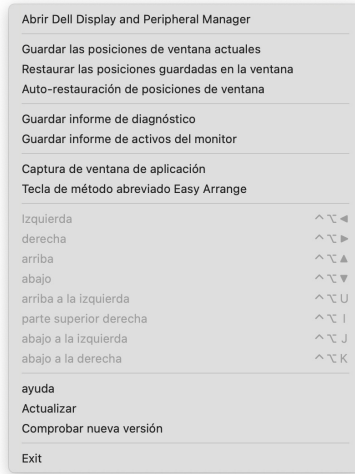 Abrir Dell Display and Peripheral Manager
Guardar las posiciones de ventana actuales
Restaurar las posiciones guardadas en la ventana
Auto-restauración de posiciones de ventana
Guardar informe de diagnóstico
Guardar informe de activos del monitor
Captura de ventana de aplicación
Tecla de método abreviado Easy Arrange
Izquierda ^⌥◀
derecha ^⌥▶
arriba ^⌥▲
abajo ^⌥▼
arriba a la izquierda ^⌥U
parte superior derecha ^⌥I
abajo a la izquierda ^⌥J
abajo a la derecha ^⌥K
ayuda
Actualizar
Comprobar nueva versión
Exit